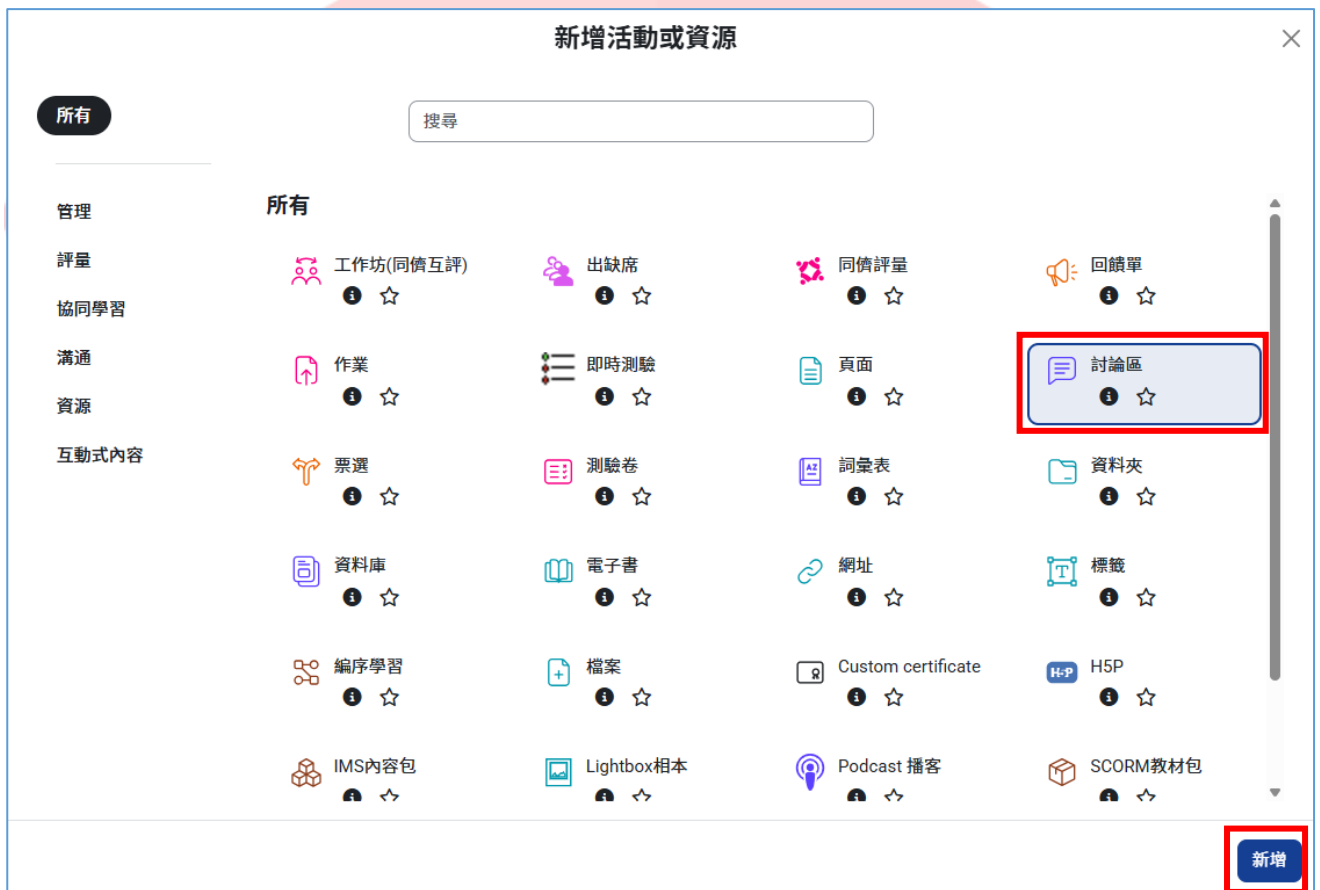 新增活動或資源
所有
搜尋
管理
評量
協同學習
溝通
資源
互動式內容
所有
工作坊(同儕互評)
出缺席
同儕評量
回饋單
作業
即時測驗
頁面
討論區
票選
測驗卷
詞彙表
資料夾
資料庫
電子書
網址
標籤
編序學習
檔案
Custom certificate
H5P
H5P
IMS內容包
Lightbox相本
Podcast 播客
SCORM教材包
新增